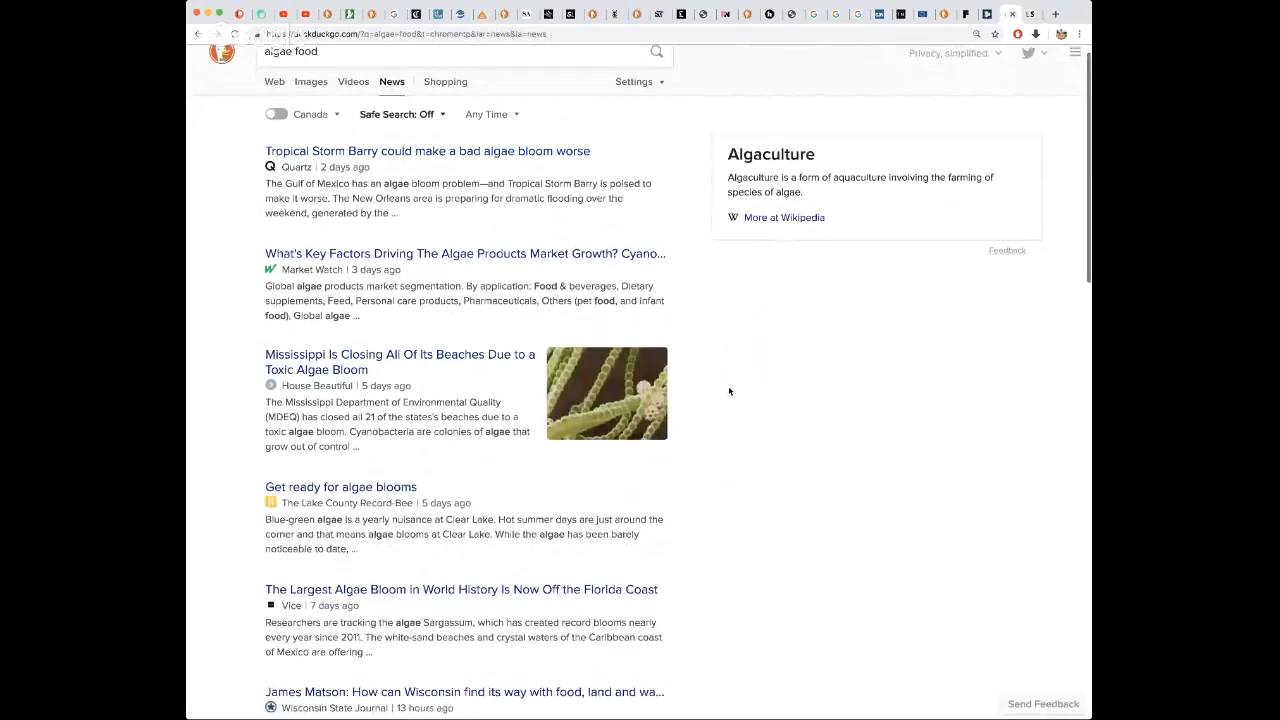 https://duckduckgo.com/?q=algae+food&t=chromentp&iar=news&ia=news
algae food
Privacy, simplified.
Web Images Videos News Shopping Settings
Canada Safe Search: Off Any Time
Tropical Storm Barry could make a bad algae bloom worse
Quartz | 2 days ago
The Gulf of Mexico has an algae bloom problem—and Tropical Storm Barry is poised to
make it worse. The New Orleans area is preparing for dramatic flooding over the
weekend, generated by the ...
What's Key Factors Driving The Algae Products Market Growth? Cyano...
Market Watch | 3 days ago
Global algae products market segmentation. By application: Food & beverages, Dietary
supplements, Feed, Personal care products, Pharmaceuticals, Others (pet food, and infant
food), Global algae ...
Mississippi Is Closing All Of Its Beaches Due to a
Toxic Algae Bloom
House Beautiful | 5 days ago
The Mississippi Department of Environmental Quality
(MDEQ) has closed all 21 of the states's beaches due to a
toxic algae bloom. Cyanobacteria are colonies of algae that
grow out of control ...
Get ready for algae blooms
The Lake County Record-Bee | 5 days ago
Blue-green algae is a yearly nuisance at Clear Lake. Hot summer days are just around the
corner and that means algae blooms at Clear Lake. While the algae has been barely
noticeable to date, ...
The Largest Algae Bloom in World History Is Now Off the Florida Coast
Vice | 7 days ago
Researchers are tracking the algae Sargassum, which has created record blooms nearly
every year since 2011. The white-sand beaches and crystal waters of the Caribbean coast
of Mexico are offering ...
James Matson: How can Wisconsin find its way with food, land and wa...
Wisconsin State Journal | 13 hours ago
Algaculture
Algaculture is a form of aquaculture involving the farming of
species of algae.
W More at Wikipedia
Feedback
Send Feedback